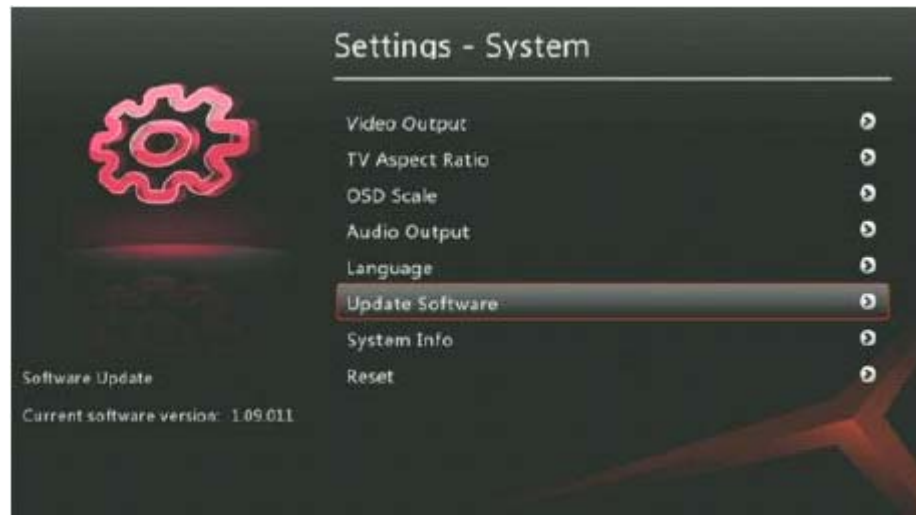 Settings - System
Video Output
TV Aspect Ratio
OSD Scale
Audio Output
Language
Update Software
System Info
Reset
Software Update
Current software version: 1.09.011